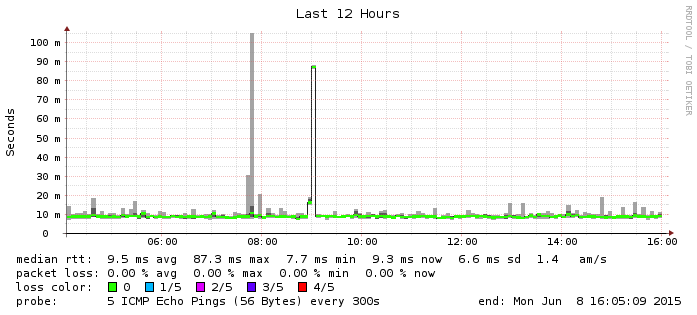 Last 12 Hours
RRDTOOL / TOBI OETIKER
Seconds
100 m
90 m
80 m
70 m
60 m
50 m
40 m
30 m
20 m
10 m
0
06:00 08:00 10:00 12:00 14:00 16:00
median rtt: 9.5 ms avg 87.3 ms max 7.7 ms min 9.3 ms now 6.6 ms sd 1.4 am/s
packet loss: 0.00 % avg 0.00 % max 0.00 % min 0.00 % now
loss color: 0 1/5 2/5 3/5 4/5
probe: 5 ICMP Echo Pings (56 Bytes) every 300s end: Mon Jun 8 16:05:09 2015